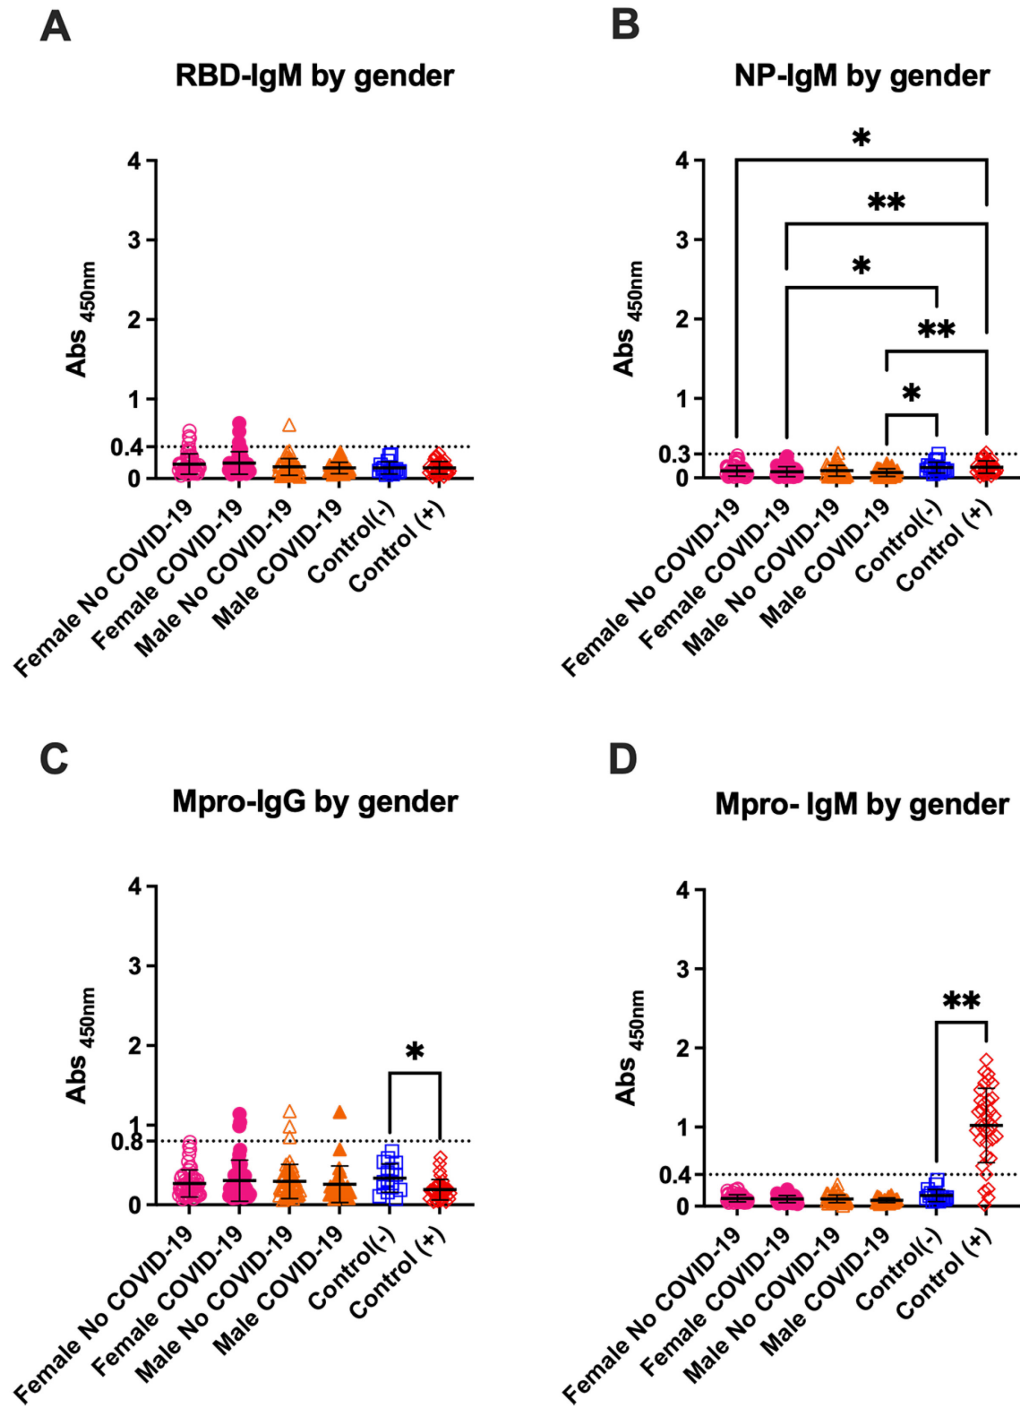 A
RBD-IgM by gender
4
3
2
1
0.4
0
Abs 450nm
Female No COVID-19
Female COVID-19
Male No COVID-19
Male COVID-19
Control(-)
Control (+)
B
NP-IgM by gender
*
**
*
**
*
4
3
2
1
0.3
0
Abs 450nm
Female No COVID-19
Female COVID-19
Male No COVID-19
Male COVID-19
Control(-)
Control (+)
C
Mpro-IgG by gender
*
4
3
2
1
0.8
0
Abs 450nm
Female No COVID-19
Female COVID-19
Male No COVID-19
Male COVID-19
Control(-)
Control (+)
D
Mpro- IgM by gender
**
4
3
2
1
0.4
0
Abs 450nm
Female No COVID-19
Female COVID-19
Male No COVID-19
Male COVID-19
Control(-)
Control (+)